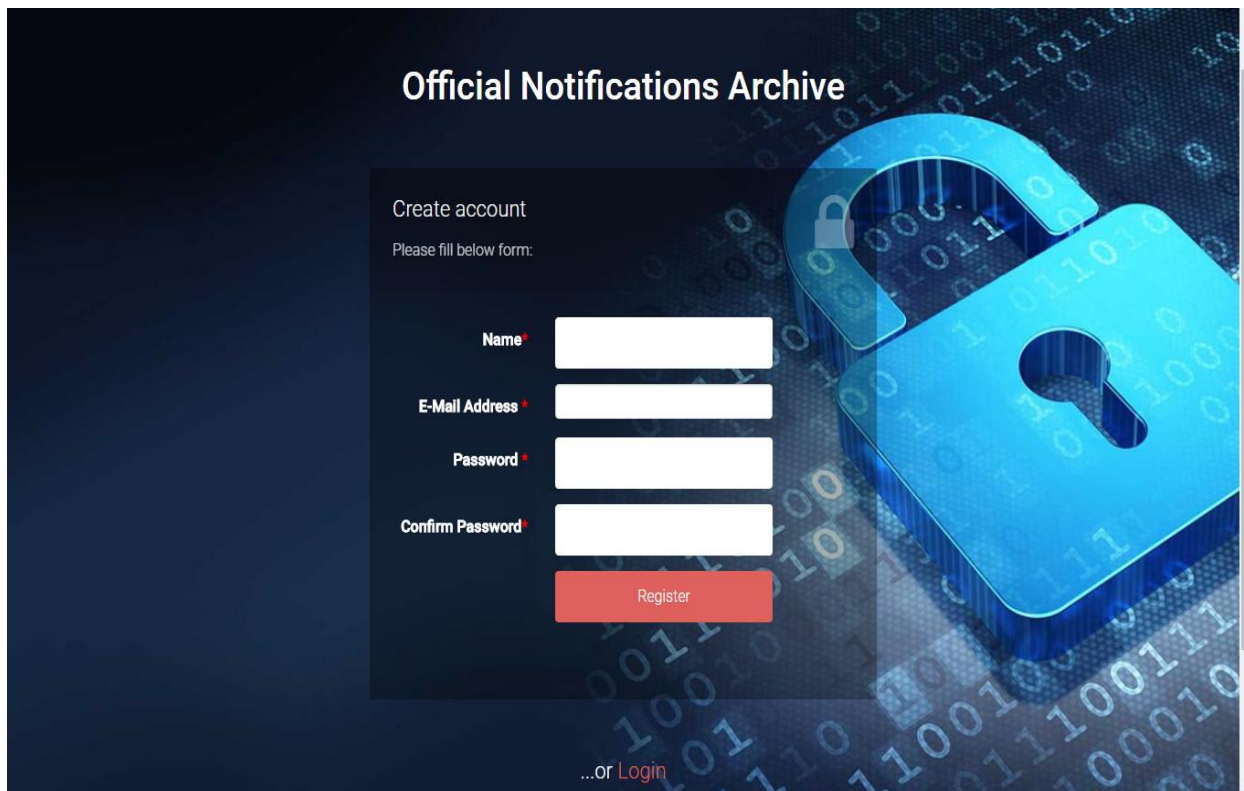 Official Notifications Archive
Create account
Please fill below form:
Name*
E-Mail Address *
Password *
Confirm Password*
Register
...or Login